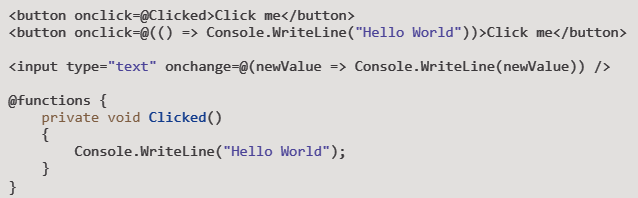 <button onclick=@Clicked>Click me</button>
<button onclick=@(() => Console.WriteLine("Hello World"))>Click me</button>
<input type="text" onchange=@(newValue => Console.WriteLine(newValue)) />
@functions {
    private void Clicked()
    {
        Console.WriteLine("Hello World");
    }
}